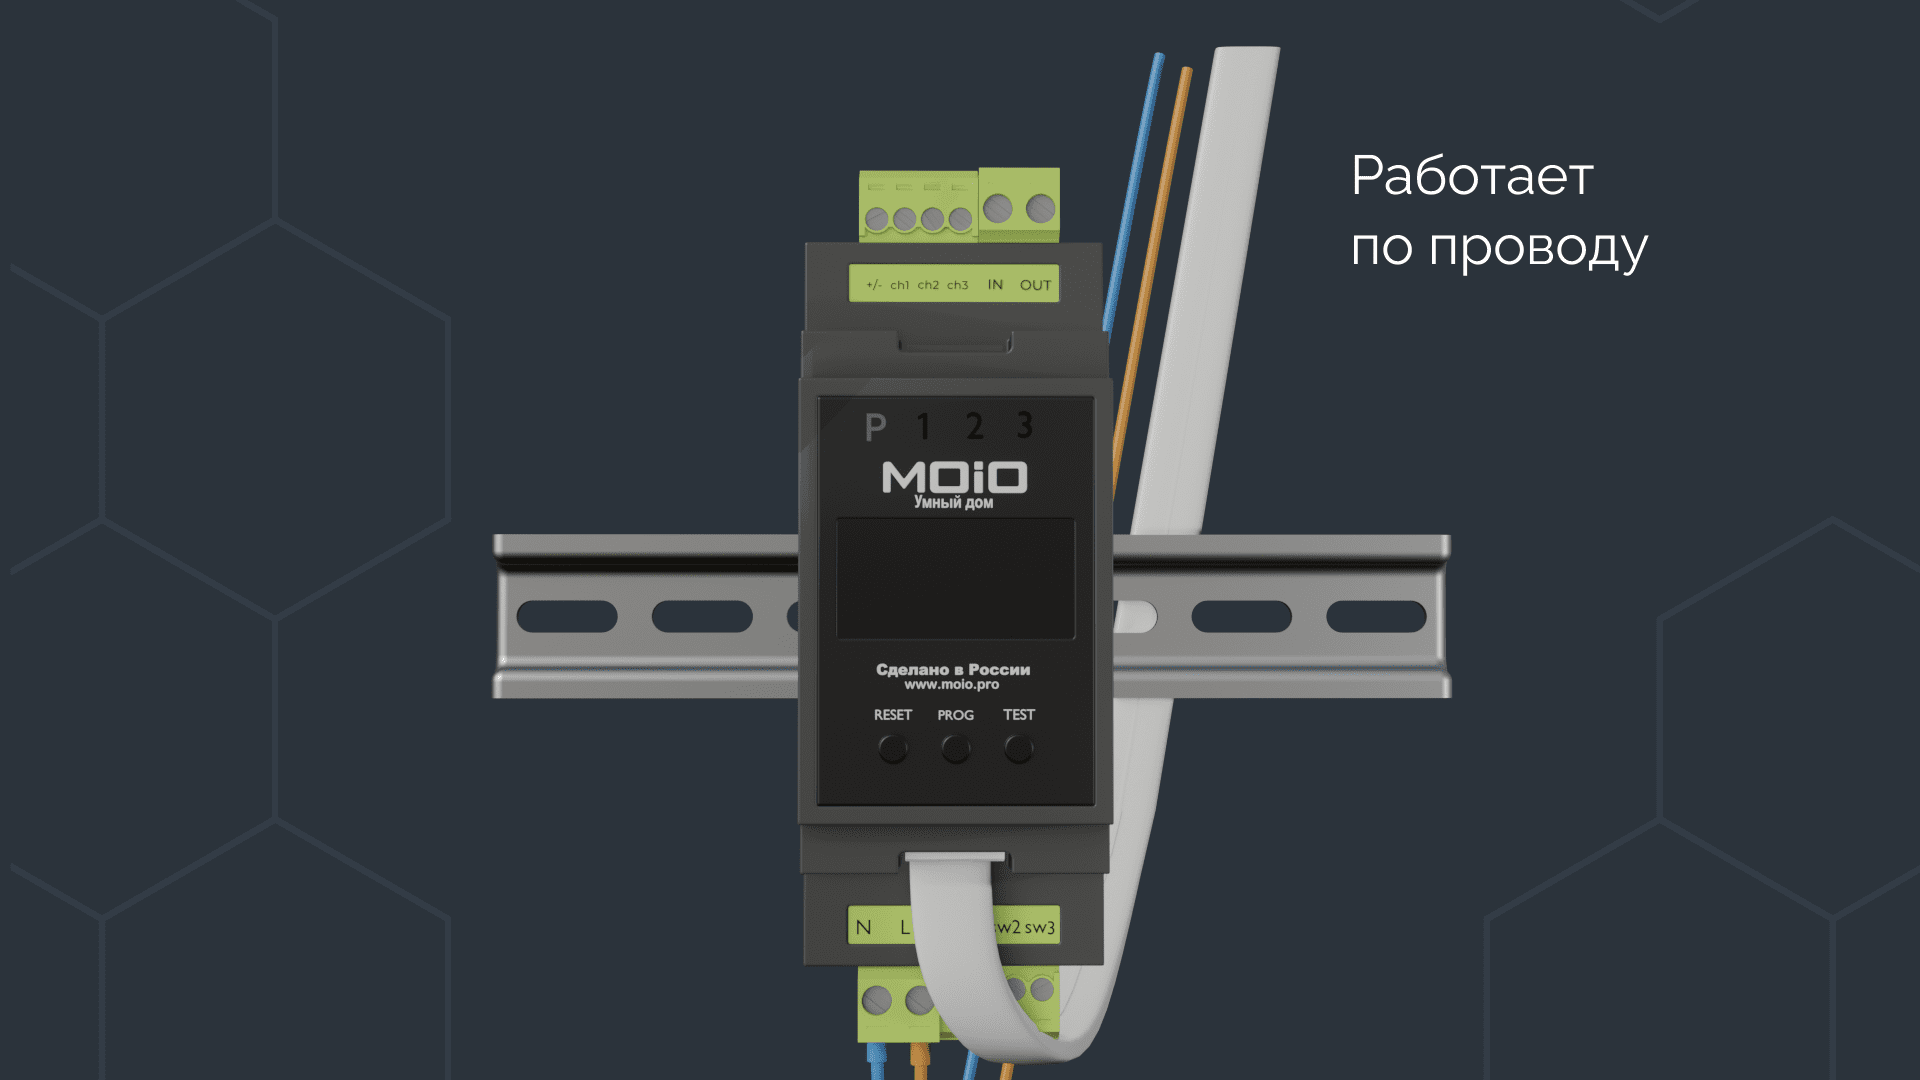 Работает
по проводу
+/- ch1 ch2 ch3 IN OUT
P 1 2 3
MOiO
Умный дом
Сделано в России
www.moio.pro
RESET PROG TEST
N L sw2 sw3